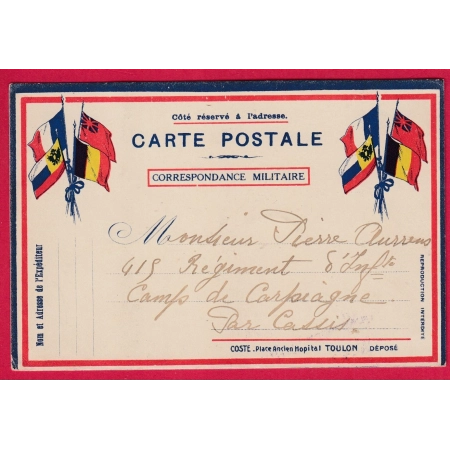 Côté réservé à l'adresse.
CARTE POSTALE
CORRESPONDANCE MILITAIRE
Nom et Adresse de l'Expéditeur
Monsieur Pierre Aurrens
415 Régiment d'Infie
Camp de Carpiagne
Par Cassis
REPRODUCTION INTERDITE
COSTE. Place Ancien Hopital TOULON DÉPOSÉ